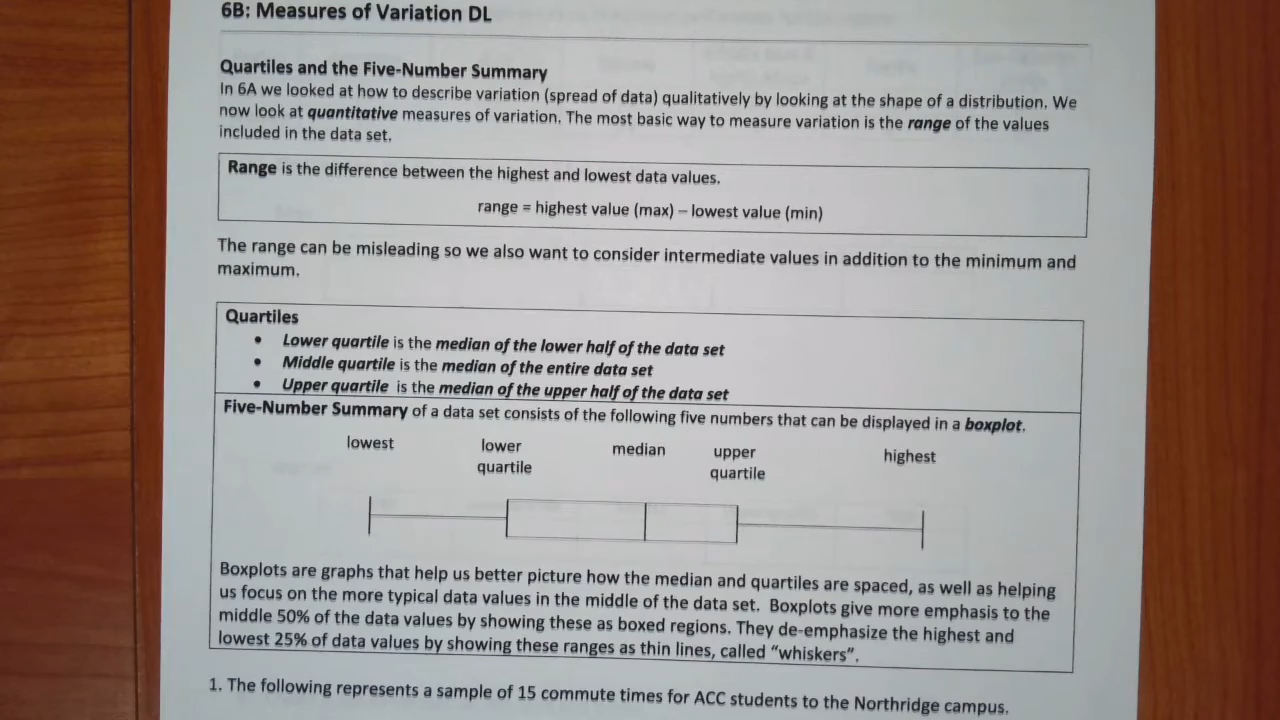 6B: Measures of Variation DL
Quartiles and the Five-Number Summary
In 6A we looked at how to describe variation (spread of data) qualitatively by looking at the shape of a distribution. We
now look at quantitative measures of variation. The most basic way to measure variation is the range of the values
included in the data set.
Range is the difference between the highest and lowest data values.
range = highest value (max) – lowest value (min)
The range can be misleading so we also want to consider intermediate values in addition to the minimum and
maximum.
Quartiles
• Lower quartile is the median of the lower half of the data set
• Middle quartile is the median of the entire data set
• Upper quartile is the median of the upper half of the data set
Five-Number Summary of a data set consists of the following five numbers that can be displayed in a boxplot.
lowest
lower
quartile
median
upper
quartile
highest
Boxplots are graphs that help us better picture how the median and quartiles are spaced, as well as helping
us focus on the more typical data values in the middle of the data set. Boxplots give more emphasis to the
middle 50% of the data values by showing these as boxed regions. They de-emphasize the highest and
lowest 25% of data values by showing these ranges as thin lines, called “whiskers”.
1. The following represents a sample of 15 commute times for ACC students to the Northridge campus.